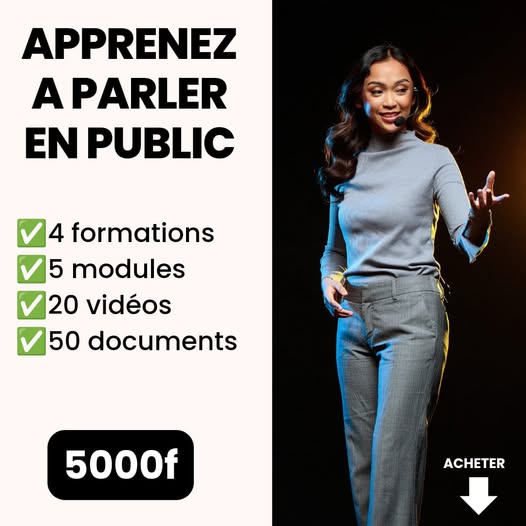 APPRENEZ
A PARLER
EN PUBLIC
✅4 formations
✅5 modules
✅20 vidéos
✅50 documents
5000f
ACHETER